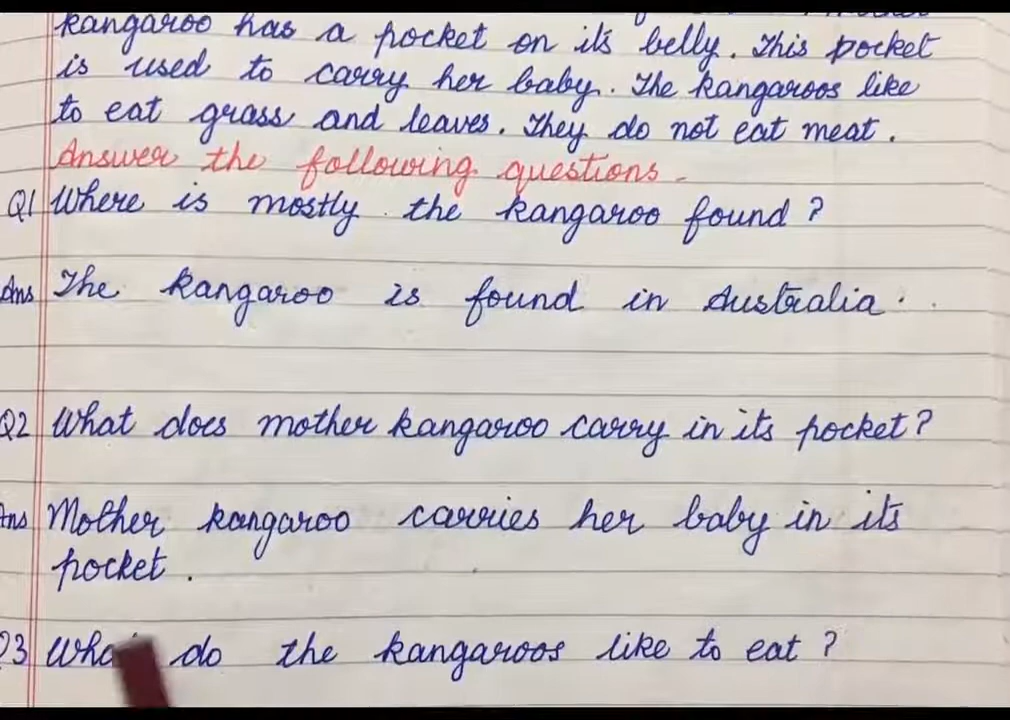 kangaroo has a pocket on its belly. This pocket
is used to carry her baby. The kangaroos like
to eat grass and leaves. They do not eat meat.
Answer the following questions.
Q1 Where is mostly the kangaroo found?
Ans The kangaroo is found in Australia.
Q2 What does mother kangaroo carry in its pocket?
Ans Mother kangaroo carries her baby in its
pocket.
Q3 What do the kangaroos like to eat?